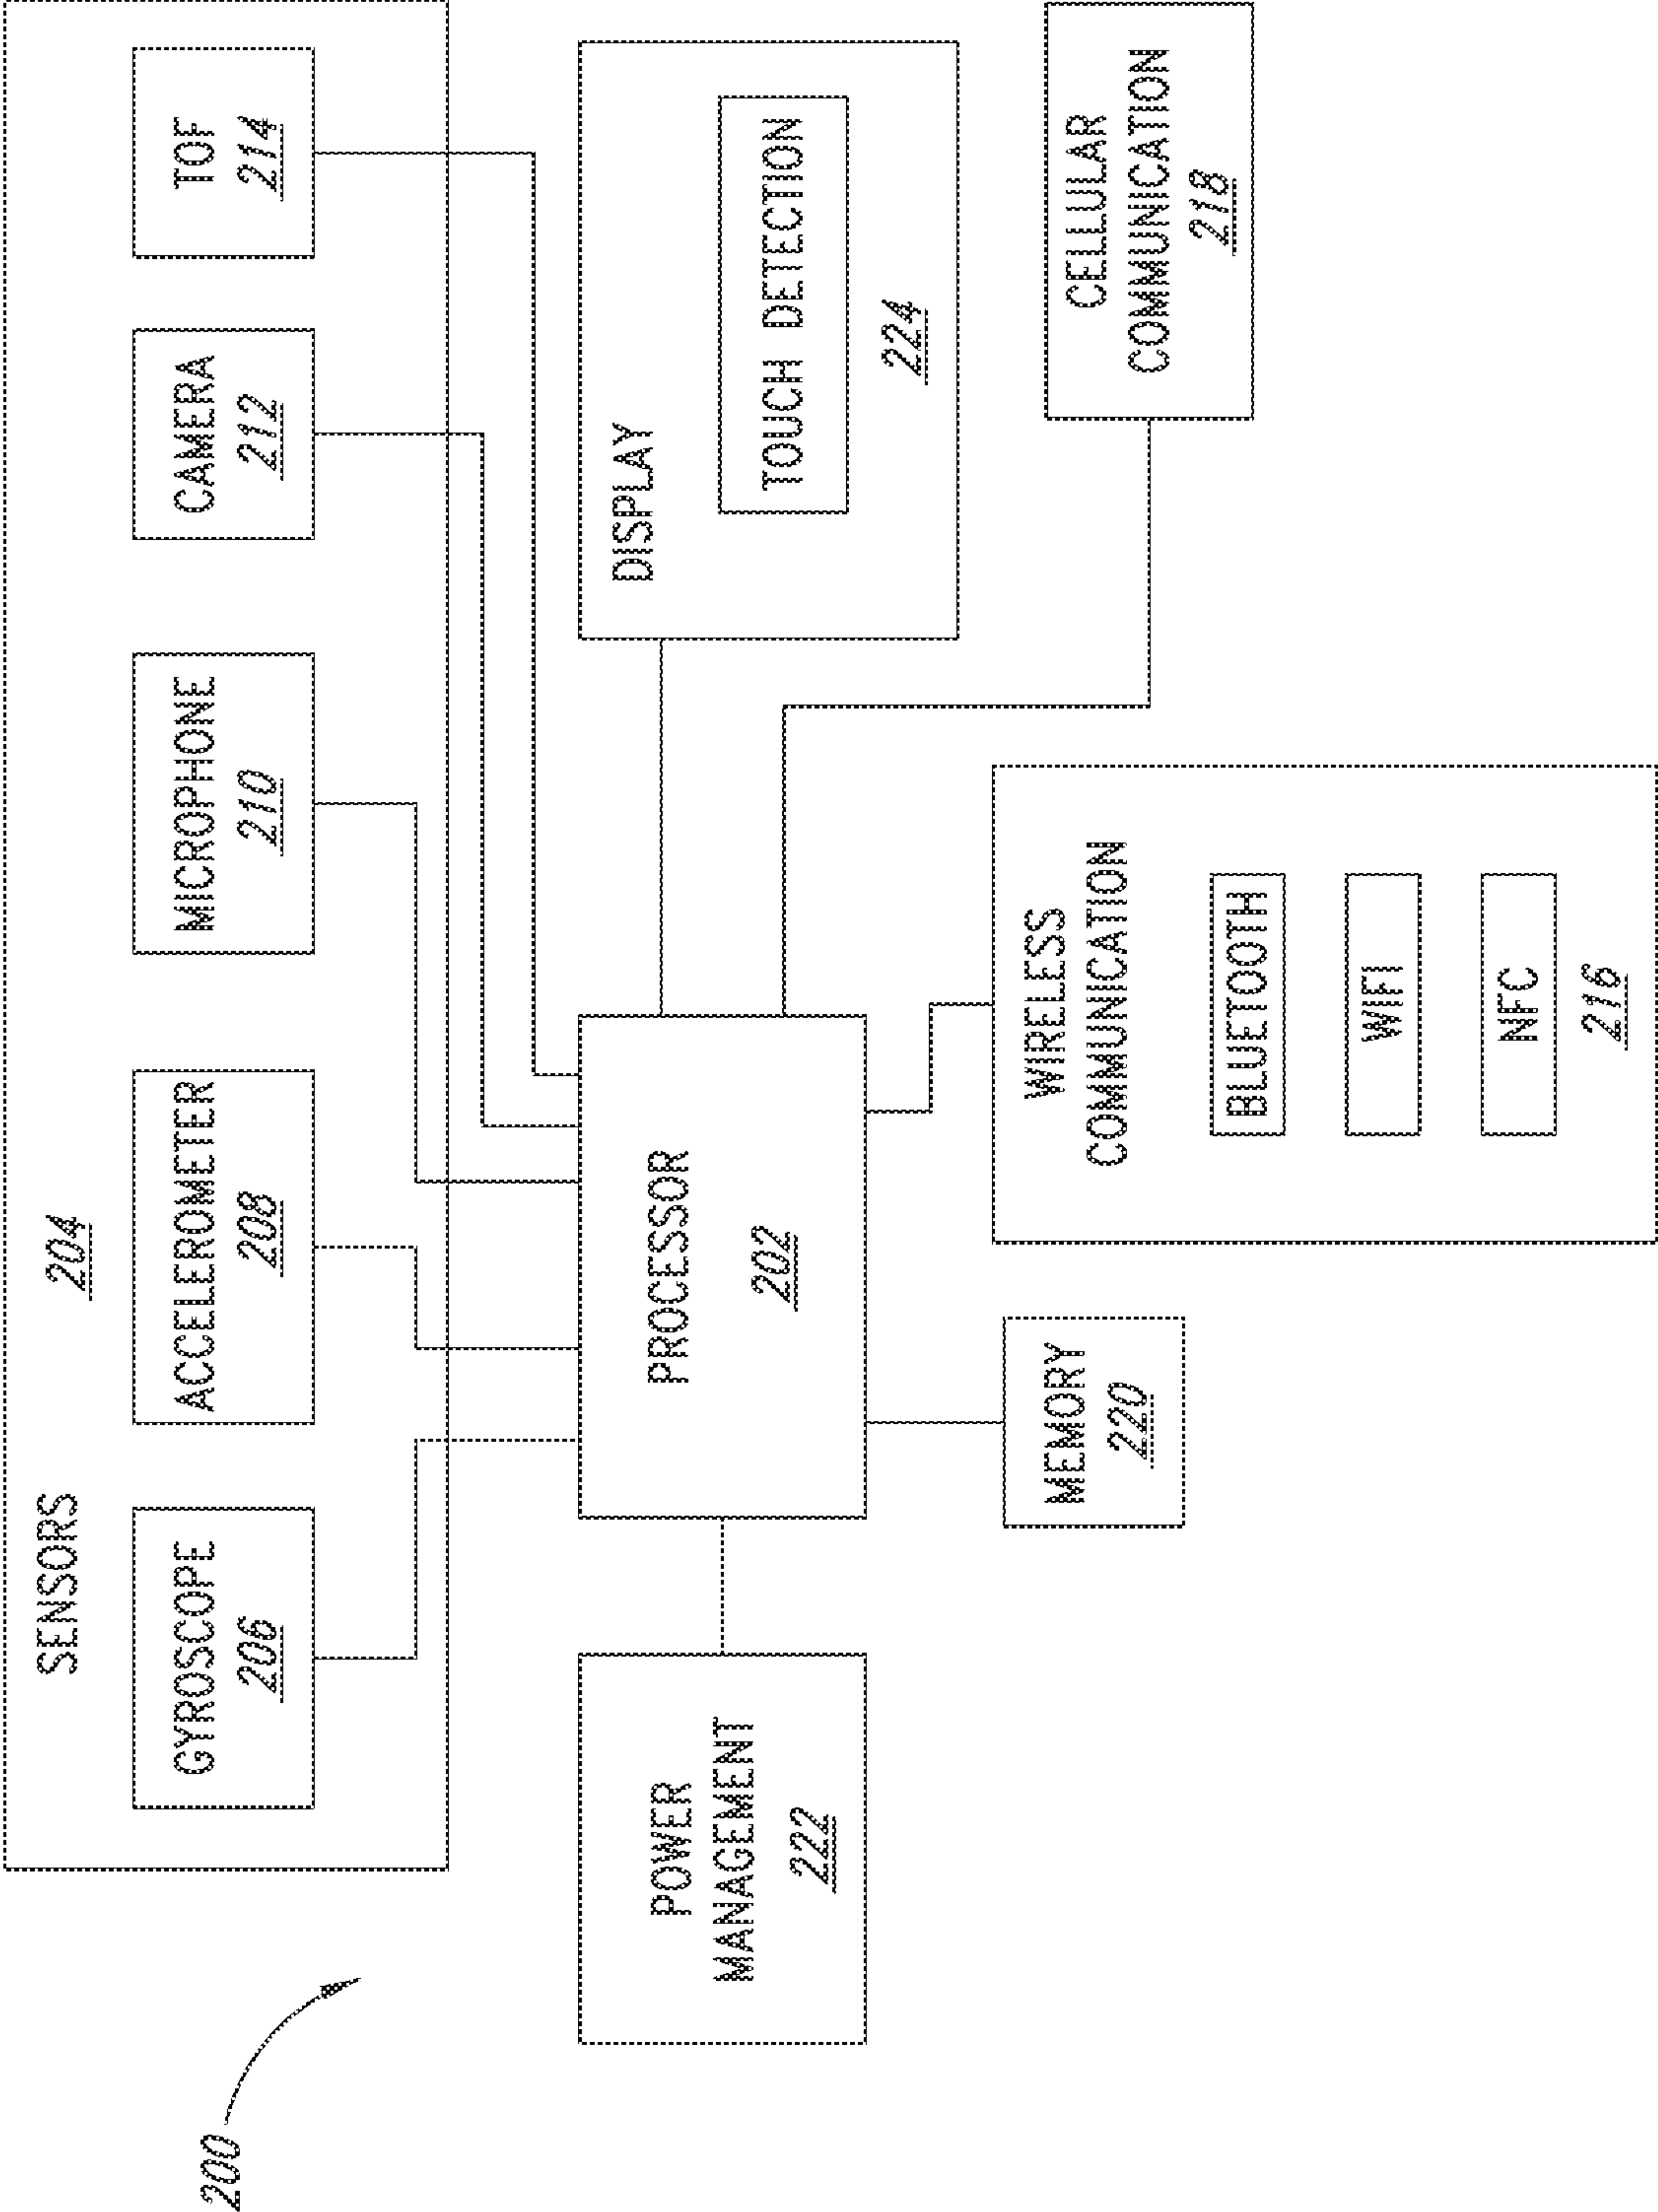 200
SENSORS
204
GYROSCOPE
206
ACCELEROMETER
208
MICROPHONE
210
CAMERA
212
TOF
214
POWER
MANAGEMENT
222
PROCESSOR
202
DISPLAY
TOUCH DETECTION
224
MEMORY
220
WIRELESS
COMMUNICATION
BLUETOOTH
WIFI
NFC
216
CELLULAR
COMMUNICATION
218